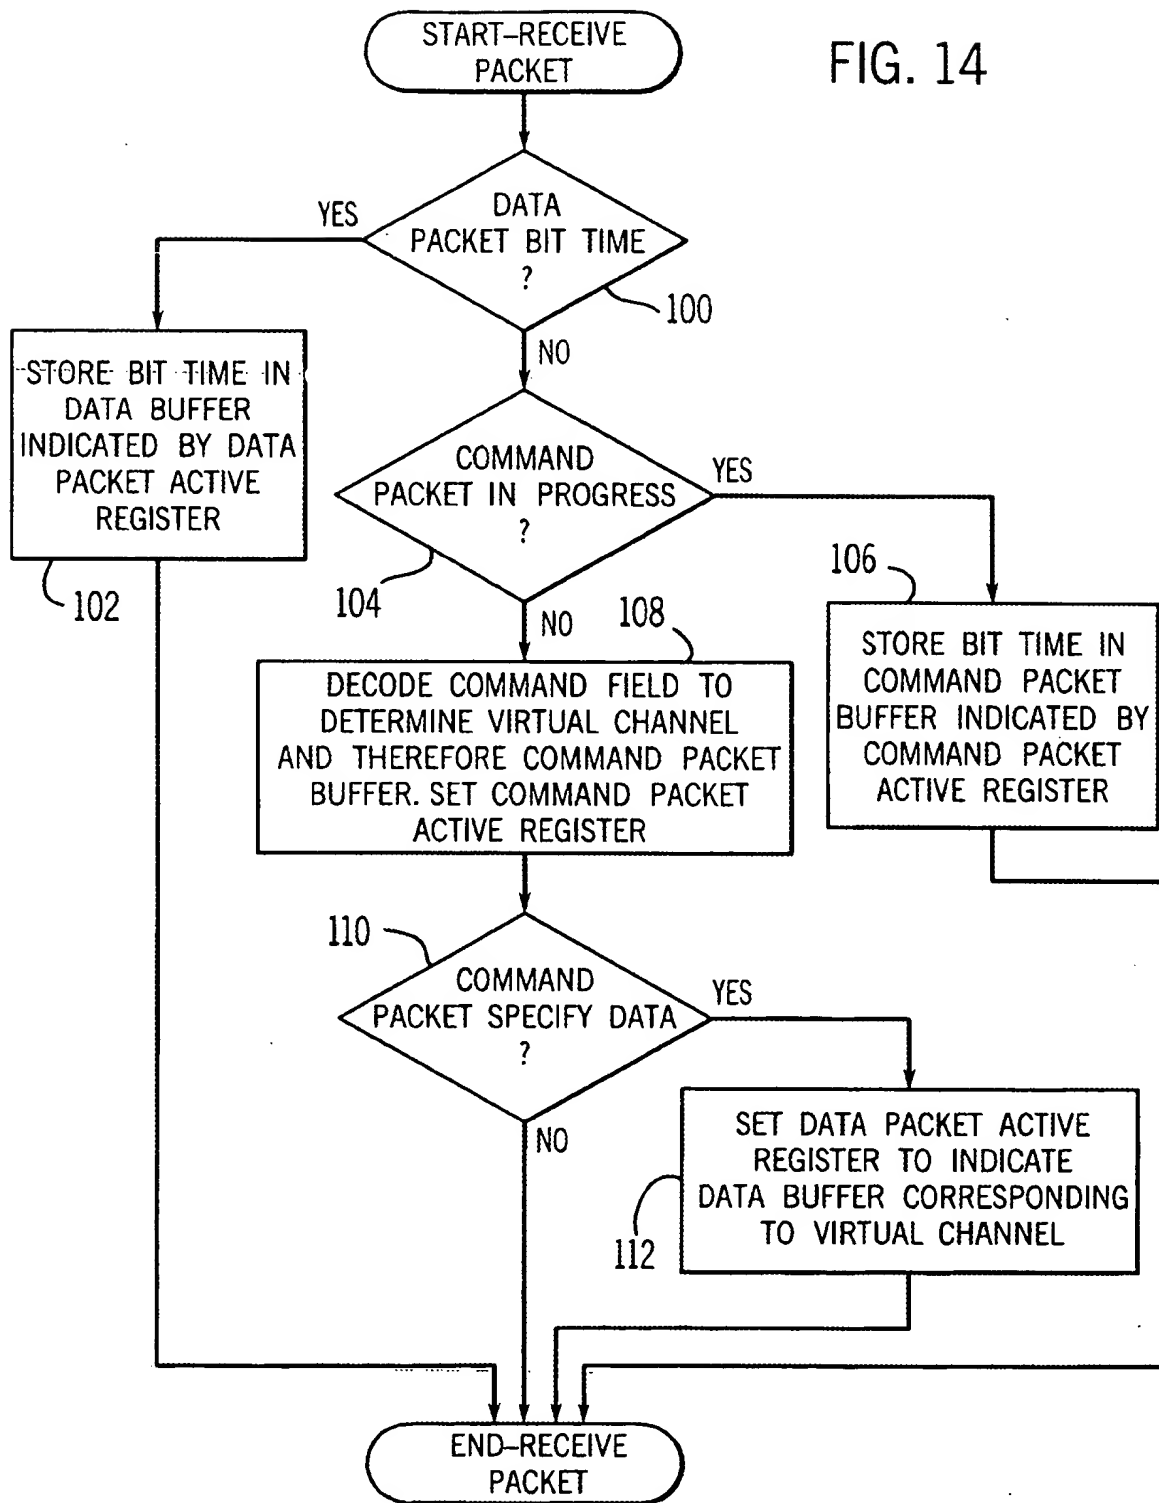 START-RECEIVE
PACKET
FIG. 14
DATA
PACKET BIT TIME
?
YES
100
NO
STORE BIT TIME IN
DATA BUFFER
INDICATED BY DATA
PACKET ACTIVE
REGISTER
102
COMMAND
PACKET IN PROGRESS
?
YES
104
NO
106
STORE BIT TIME IN
COMMAND PACKET
BUFFER INDICATED BY
COMMAND PACKET
ACTIVE REGISTER
108
DECODE COMMAND FIELD TO
DETERMINE VIRTUAL CHANNEL
AND THEREFORE COMMAND PACKET
BUFFER. SET COMMAND PACKET
ACTIVE REGISTER
110
COMMAND
PACKET SPECIFY DATA
?
YES
NO
SET DATA PACKET ACTIVE
REGISTER TO INDICATE
DATA BUFFER CORRESPONDING
TO VIRTUAL CHANNEL
112
END-RECEIVE
PACKET